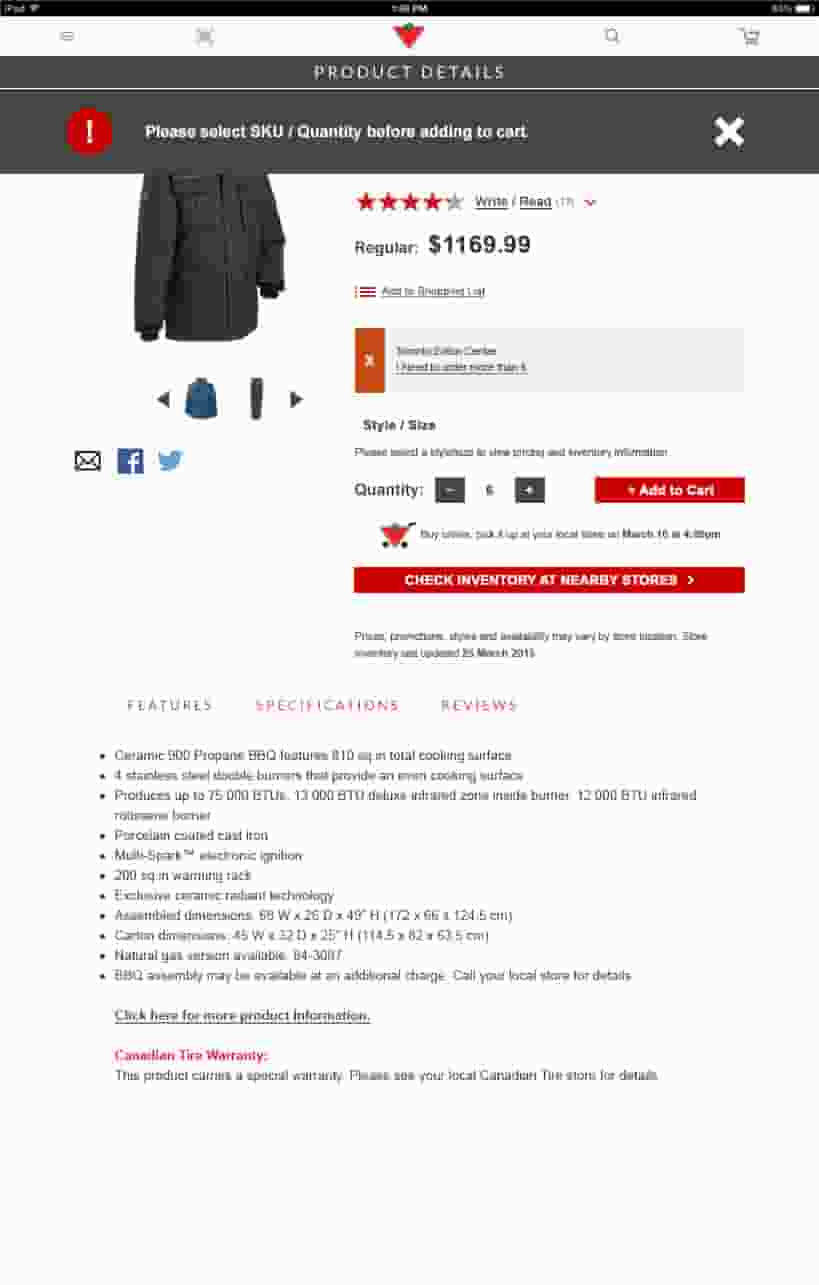 iPad
1:08 PM
PRODUCT DETAILS
! Please select SKU / Quantity before adding to cart
Write / Read (17)
Regular: $1169.99
Add to Shopping List
X
Toronto Eaton Center
I Need to order more than 6
Style / Size
Please select a style/size to view pricing and inventory information.
Quantity: - 6 + + Add to Cart
Buy online, pick it up at your local store on March 16 at 4:00pm
CHECK INVENTORY AT NEARBY STORES >
Prices, promotions, styles and availability may vary by store location. Store
inventory last updated 25 March 2015
FEATURES SPECIFICATIONS REVIEWS
• Ceramic 900 Propane BBQ features 810 sq.in total cooking surface
• 4 stainless steel double burners that provide an even cooking surface
• Produces up to 75 000 BTUs. 13 000 BTU deluxe infrared zone inside burner. 12 000 BTU infrared
rotisserie burner
• Porcelain coated cast iron
• Multi-Spark™ electronic ignition
• 200 sq.in warming rack
• Exclusive ceramic radiant technology
• Assembled dimensions: 68 W x 26 D x 49" H (172 x 66 x 124.5 cm)
• Carton dimensions: 45 W x 32 D x 25" H (114.5 x 82 x 63.5 cm)
• Natural gas version available: 84-3087
• BBQ assembly may be available at an additional charge. Call your local store for details
Click here for more product information.
Canadian Tire Warranty:
This product carries a special warranty. Please see your local Canadian Tire store for details